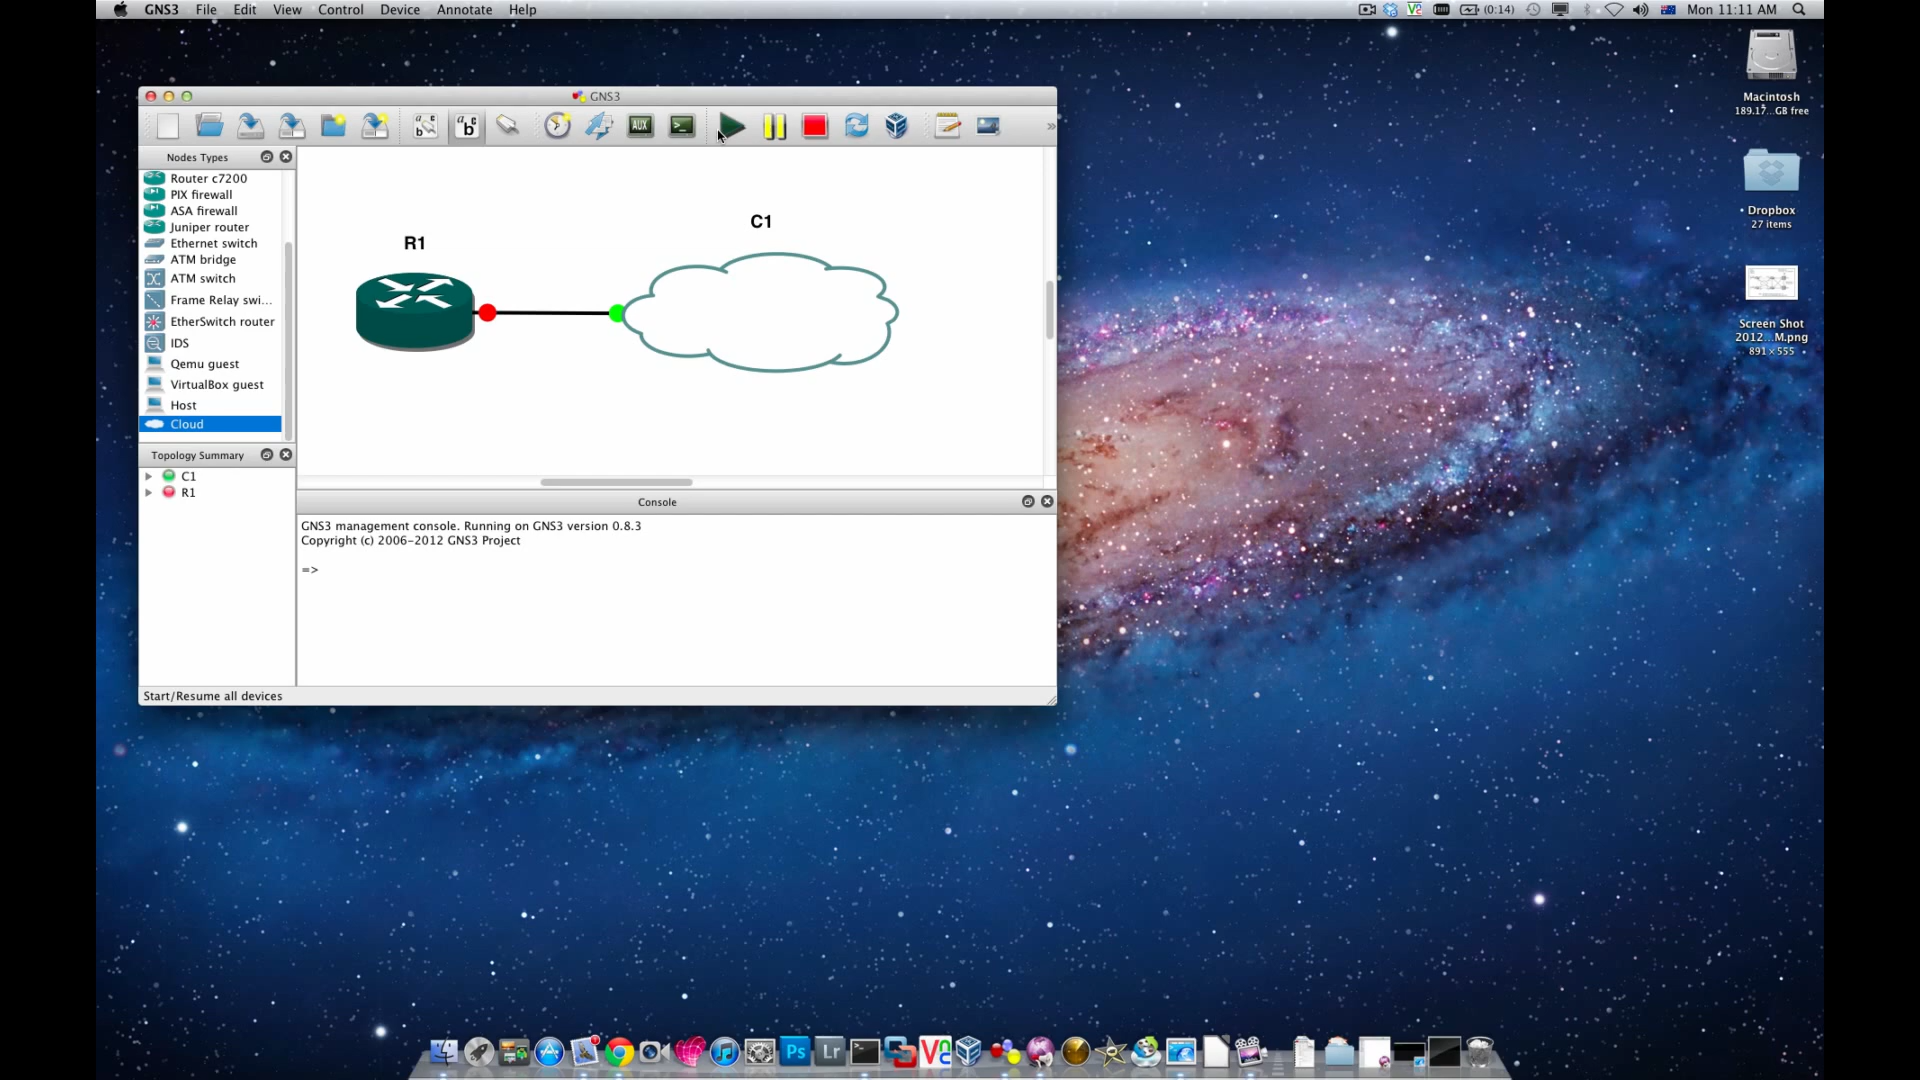 GNS3 File Edit View Control Device Annotate Help
(0:14) Mon 11:11 AM
Macintosh
189.17...GB free
Dropbox
27 items
Screen Shot
2012...M.png
891×555
GNS3
AUX
Nodes Types
Router c7200
PIX firewall
ASA firewall
Juniper router
Ethernet switch
ATM bridge
ATM switch
Frame Relay swi...
EtherSwitch router
IDS
Qemu guest
VirtualBox guest
Host
Cloud
R1
C1
Topology Summary
C1
R1
Console
GNS3 management console. Running on GNS3 version 0.8.3
Copyright (c) 2006-2012 GNS3 Project
=>
Start/Resume all devices
Ps
Lr